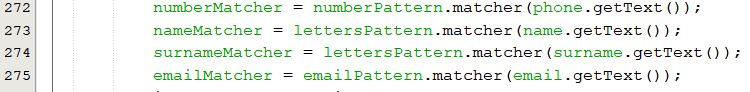 272 numberMatcher = numberPattern.matcher(phone.getText());
273 nameMatcher = lettersPattern.matcher(name.getText());
274 surnameMatcher = lettersPattern.matcher(surname.getText());
275 emailMatcher = emailPattern.matcher(email.getText());